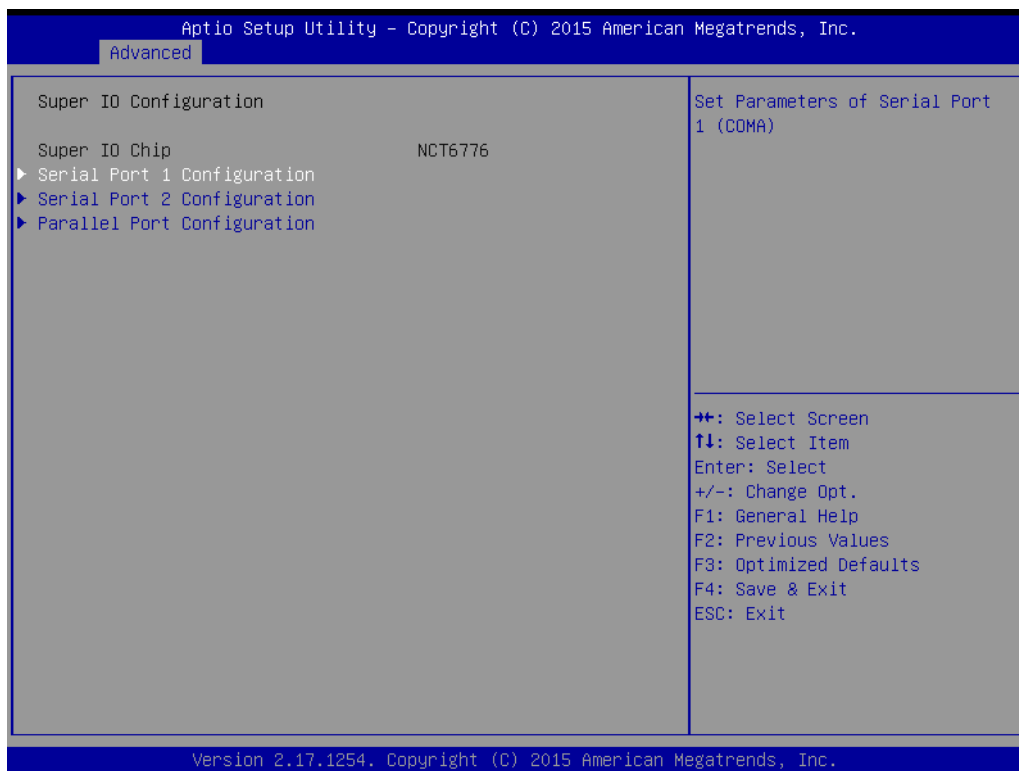 Aptio Setup Utility – Copyright (C) 2015 American Megatrends, Inc.
Advanced
Super IO Configuration
Super IO Chip NCT6776
▶ Serial Port 1 Configuration
▶ Serial Port 2 Configuration
▶ Parallel Port Configuration
Set Parameters of Serial Port
1 (COMA)
→←: Select Screen
↑↓: Select Item
Enter: Select
+/-: Change Opt.
F1: General Help
F2: Previous Values
F3: Optimized Defaults
F4: Save & Exit
ESC: Exit
Version 2.17.1254. Copyright (C) 2015 American Megatrends, Inc.